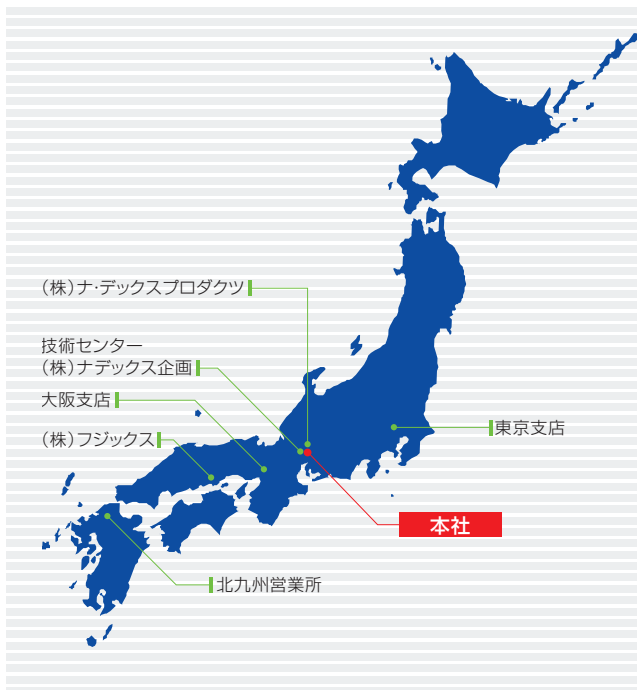 （株）ナ・デックスプロダクツ
技術センター
（株）ナデックス企画
大阪支店
（株）フジックス
東京支店
本社
北九州営業所